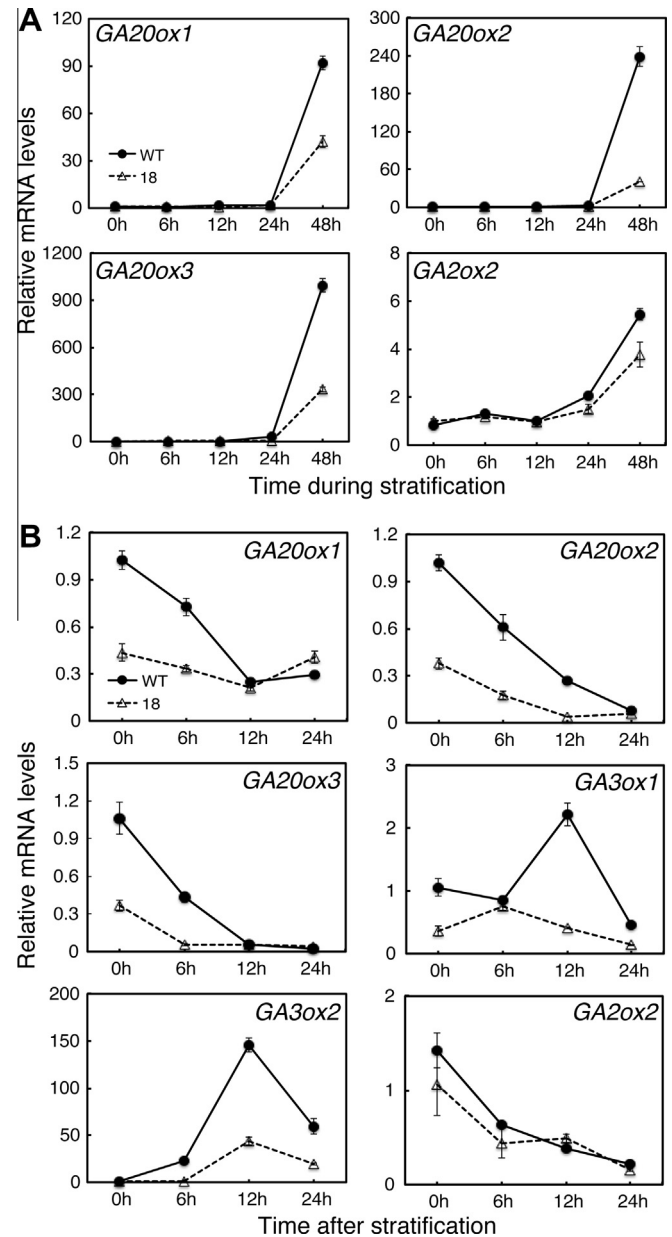 A
GA20ox1
120
90
60
30
0
WT
18
0h 6h 12h 24h 48h
GA20ox2
300
240
180
120
60
0
0h 6h 12h 24h 48h
Relative mRNA levels
GA20ox3
1200
900
600
300
0
0h 6h 12h 24h 48h
GA2ox2
8
6
4
2
0
0h 6h 12h 24h 48h
Time during stratification
B
GA20ox1
1.2
0.9
0.6
0.3
0
WT
18
0h 6h 12h 24h
GA20ox2
1.2
0.9
0.6
0.3
0
0h 6h 12h 24h
Relative mRNA levels
GA20ox3
1.5
1.2
0.9
0.6
0.3
0
0h 6h 12h 24h
GA3ox1
3
2
1
0
0h 6h 12h 24h
GA3ox2
200
150
100
50
0
0h 6h 12h 24h
GA2ox2
2
1
0
0h 6h 12h 24h
Time after stratification